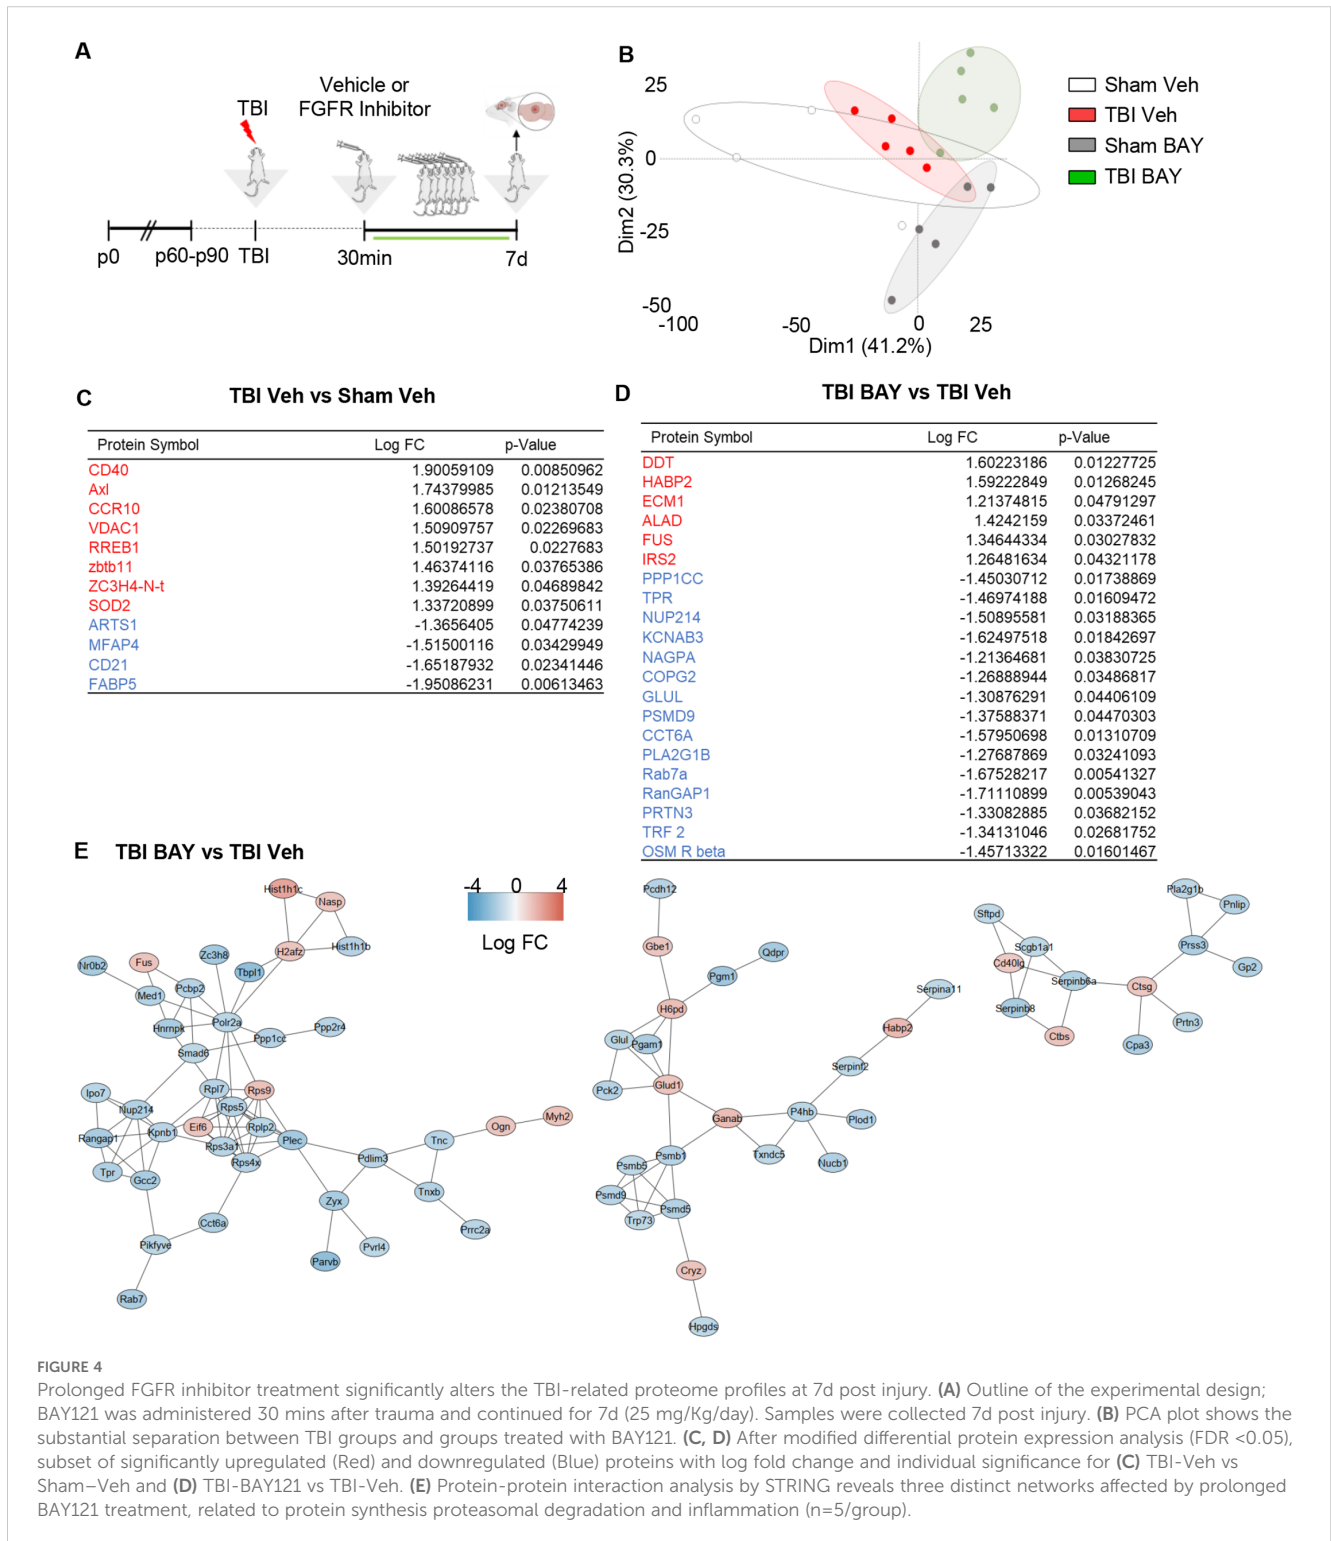 A
TBI
Vehicle or
FGFR Inhibitor
p0
p60-p90
TBI
30min
7d
B
25
0
-25
-50
-100
-50
0
25
Dim2 (30.3%)
Dim1 (41.2%)
Sham Veh
TBI Veh
Sham BAY
TBI BAY
C
TBI Veh vs Sham Veh
Protein Symbol Log FC p-Value
CD40 1.90059109 0.00850962
Axl 1.74379985 0.01213549
CCR10 1.60086578 0.02380708
VDAC1 1.50909757 0.02269683
RREB1 1.50192737 0.0227683
zbtb11 1.46374116 0.03765386
ZC3H4-N-t 1.39264419 0.04689842
SOD2 1.33720899 0.03750611
ARTS1 -1.3656405 0.04774239
MFAP4 -1.51500116 0.03429949
CD21 -1.65187932 0.02341446
FABP5 -1.95086231 0.00613463
D
TBI BAY vs TBI Veh
Protein Symbol Log FC p-Value
DDT 1.60223186 0.01227725
HABP2 1.59222849 0.01268245
ECM1 1.21374815 0.04791297
ALAD 1.4242159 0.03372461
FUS 1.34644334 0.03027832
IRS2 1.26481634 0.04321178
PPP1CC -1.45030712 0.01738869
TPR -1.46974188 0.01609472
NUP214 -1.50895581 0.03188365
KCNAB3 -1.62497518 0.01842697
NAGPA -1.21364681 0.03830725
COPG2 -1.26888944 0.03486817
GLUL -1.30876291 0.04406109
PSMD9 -1.37588371 0.04470303
CCT6A -1.57950698 0.01310709
PLA2G1B -1.27687869 0.03241093
Rab7a -1.67528217 0.00541327
RanGAP1 -1.71110899 0.00539043
PRTN3 -1.33082885 0.03682152
TRF 2 -1.34131046 0.02681752
OSM R beta -1.45713322 0.01601467
E
TBI BAY vs TBI Veh
-4 0 4
Log FC
Hist1h1c
Nasp
H2afz
Hist1h1b
Zc3h8
Tbpl1
Fus
Nr0b2
Med1
Pcbp2
Hnrnpk
Polr2a
Ppp1cc
Ppp2r4
Smad6
Ipo7
Nup214
Rpl7
Rps9
Rps5
Eif6
Rplp2
Rangap1
Kpnb1
Rps3a1
Rps4x
Plec
Tpr
Gcc2
Pdlim3
Tnc
Ogn
Myh2
Tnxb
Prrc2a
Zyx
Pvrl4
Parvb
Cct6a
Pikfyve
Rab7
Pcdh12
Gbe1
Qdpr
Pgm1
H6pd
Glul
Pgam1
Pck2
Glud1
Serpina11
Habp2
Serpinf2
Ganab
P4hb
Plod1
Txndc5
Nucb1
Psmb1
Psmb5
Psmd9
Trp73
Psmd5
Cryz
Hpgds
Sftpd
Scgb1a1
Cd40lg
Serpinb6a
Serpinb8
Ctbs
Pla2g1b
Pnlip
Prss3
Gp2
Ctsg
Prtn3
Cpa3
FIGURE 4
Prolonged FGFR inhibitor treatment significantly alters the TBI-related proteome profiles at 7d post injury. (A) Outline of the experimental design;
BAY121 was administered 30 mins after trauma and continued for 7d (25 mg/Kg/day). Samples were collected 7d post injury. (B) PCA plot shows the
substantial separation between TBI groups and groups treated with BAY121. (C, D) After modified differential protein expression analysis (FDR <0.05),
subset of significantly upregulated (Red) and downregulated (Blue) proteins with log fold change and individual significance for (C) TBI-Veh vs
Sham–Veh and (D) TBI-BAY121 vs TBI-Veh. (E) Protein-protein interaction analysis by STRING reveals three distinct networks affected by prolonged
BAY121 treatment, related to protein synthesis proteasomal degradation and inflammation (n=5/group).